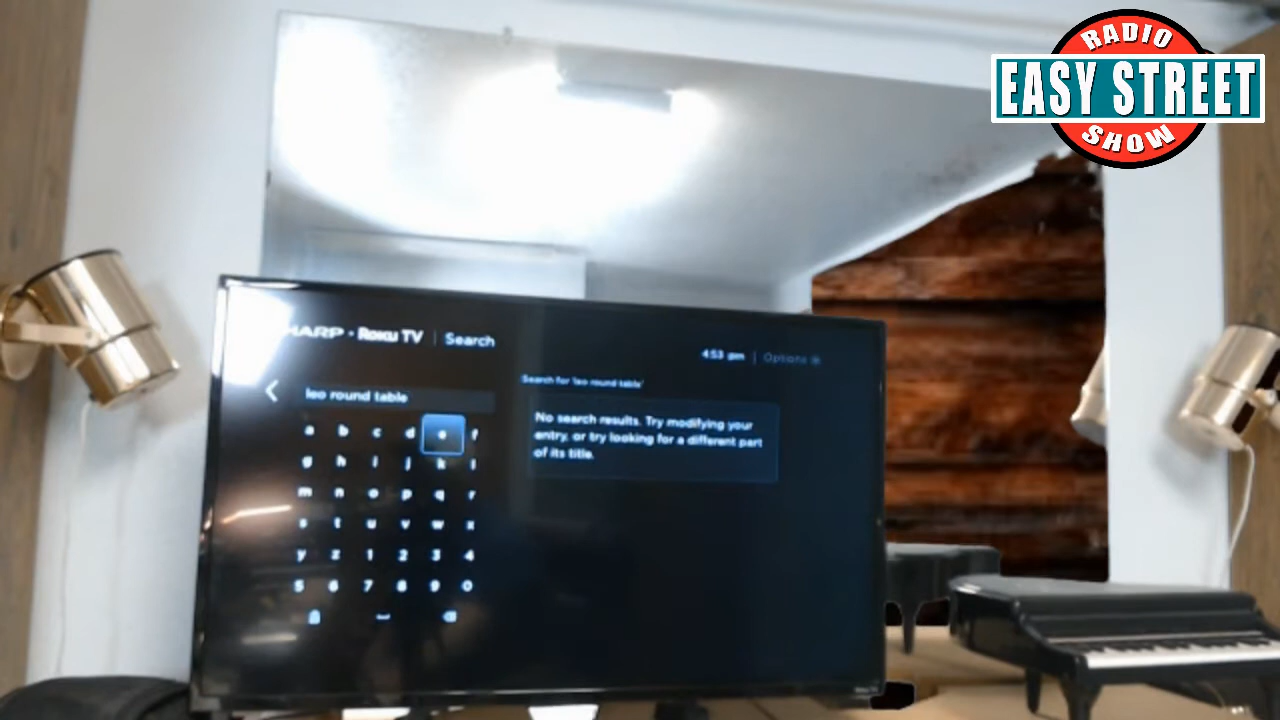 RADIO
EASY STREET
SHOW
HARP · Roku TV | Search
4:53 pm | Options
leo round table
Search for 'leo round table'
No search results. Try modifying your
entry, or try looking for a different part
of its title.
a b c d e f
g h i j k l
m n o p q r
s t u v w x
y z 1 2 3 4
5 6 7 8 9 0